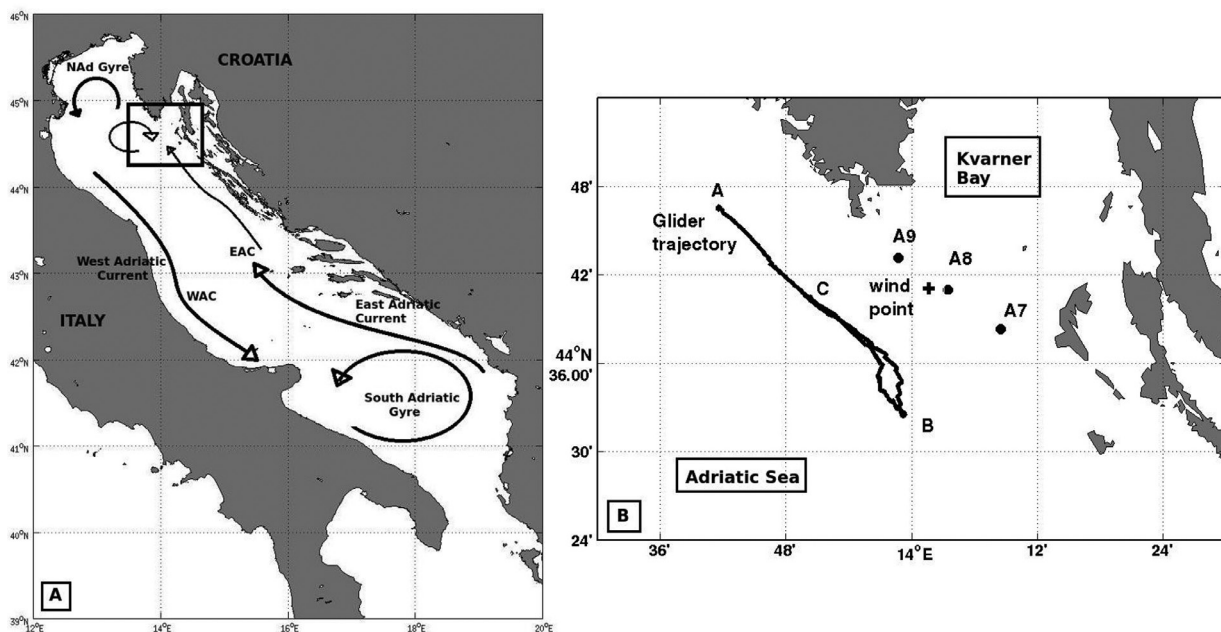 46°N
45°N
44°N
43°N
42°N
41°N
40°N
39°N
12°E
14°E
16°E
18°E
20°E
CROATIA
NAd Gyre
EAC
West Adriatic
Current
WAC
ITALY
East Adriatic
Current
South Adriatic
Gyre
A
Kvarner
Bay
48'
A
Glider
trajectory
A9
A8
42'
wind
point
C
A7
44°N
36.00'
B
30'
Adriatic Sea
B
24'
36'
48'
14°E
12'
24'